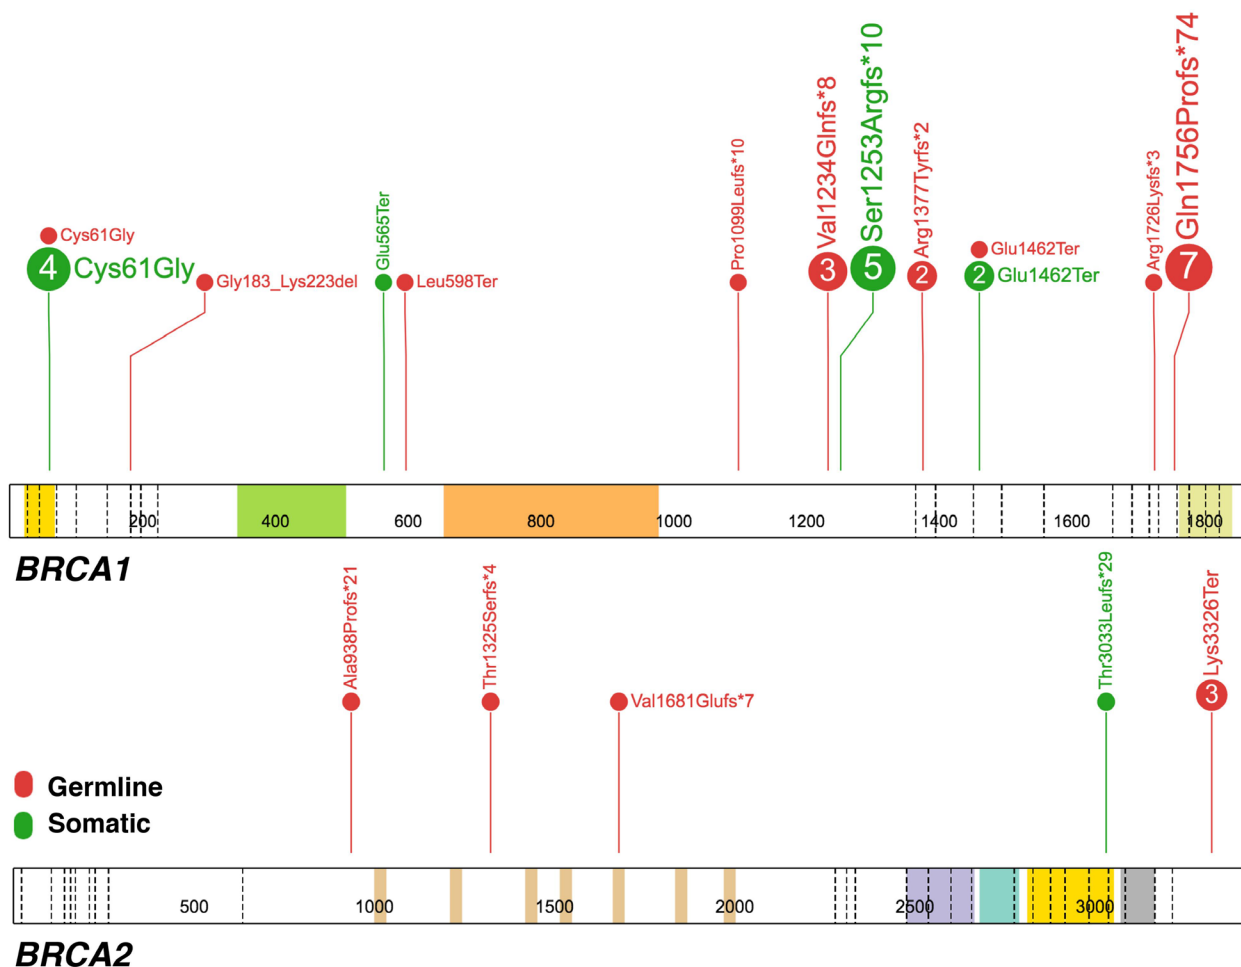 Cys61Gly
4 Cys61Gly
Gly183_Lys223del
Glu565Ter
Leu598Ter
Pro1099Leufs*10
3 Val1234Glnfs*8
5 Ser1253Argfs*10
2 Arg1377Tyrfs*2
Glu1462Ter
2 Glu1462Ter
Arg1726Lysfs*3
7 Gln1756Profs*74
200 400 600 800 1000 1200 1400 1600 1800
BRCA1
Ala938Profs*21
Thr1325Serfs*4
Val1681Glufs*7
Thr3033Leufs*29
3 Lys3326Ter
Germline
Somatic
500 1000 1500 2000 2500 3000
BRCA2